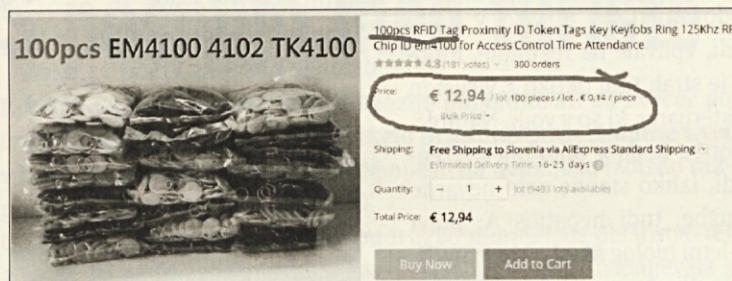 100pcs EM4100 4102 TK4100
100pcs RFID Tag Proximity ID Token Tags Key Keyfobs Ring 125Khz RF
Chip ID em4100 for Access Control Time Attendance
4.8 (181 votes) 300 orders
Price:
€ 12,94 / lot 100 pieces / lot , € 0,14 / piece
Bulk Price
Shipping: Free Shipping to Slovenia via AliExpress Standard Shipping
Estimated Delivery Time: 16-25 days
Quantity: − 1 + lot (9493 lots available)
Total Price: € 12,94
Buy Now Add to Cart